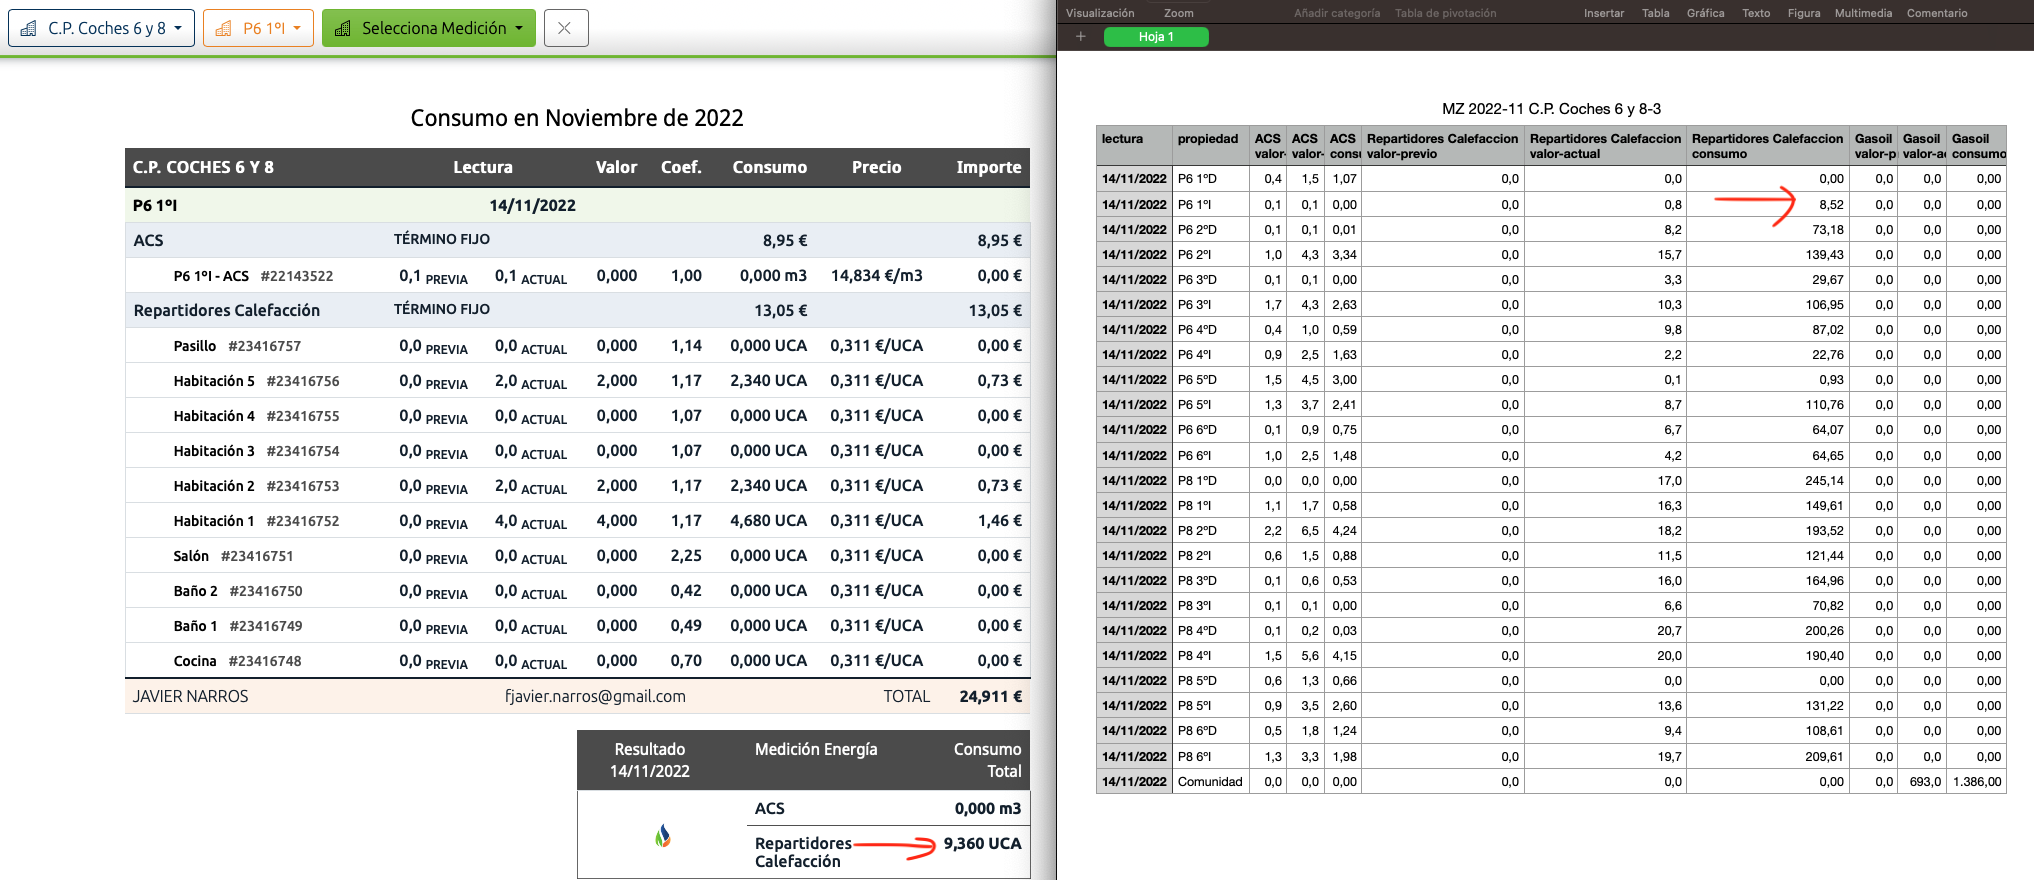 C.P. Coches 6 y 8
P6 1ºI
Selecciona Medición
Consumo en Noviembre de 2022
C.P. COCHES 6 Y 8 Lectura Valor Coef. Consumo Precio Importe
P6 1ºI 14/11/2022
ACS TÉRMINO FIJO 8,95 € 8,95 €
P6 1ºI - ACS #22143522 0,1 PREVIA 0,1 ACTUAL 0,000 1,00 0,000 m3 14,834 €/m3 0,00 €
Repartidores Calefacción TÉRMINO FIJO 13,05 € 13,05 €
Pasillo #23416757 0,0 PREVIA 0,0 ACTUAL 0,000 1,14 0,000 UCA 0,311 €/UCA 0,00 €
Habitación 5 #23416756 0,0 PREVIA 2,0 ACTUAL 2,000 1,17 2,340 UCA 0,311 €/UCA 0,73 €
Habitación 4 #23416755 0,0 PREVIA 0,0 ACTUAL 0,000 1,07 0,000 UCA 0,311 €/UCA 0,00 €
Habitación 3 #23416754 0,0 PREVIA 0,0 ACTUAL 0,000 1,07 0,000 UCA 0,311 €/UCA 0,00 €
Habitación 2 #23416753 0,0 PREVIA 2,0 ACTUAL 2,000 1,17 2,340 UCA 0,311 €/UCA 0,73 €
Habitación 1 #23416752 0,0 PREVIA 4,0 ACTUAL 4,000 1,17 4,680 UCA 0,311 €/UCA 1,46 €
Salón #23416751 0,0 PREVIA 0,0 ACTUAL 0,000 2,25 0,000 UCA 0,311 €/UCA 0,00 €
Baño 2 #23416750 0,0 PREVIA 0,0 ACTUAL 0,000 0,42 0,000 UCA 0,311 €/UCA 0,00 €
Baño 1 #23416749 0,0 PREVIA 0,0 ACTUAL 0,000 0,49 0,000 UCA 0,311 €/UCA 0,00 €
Cocina #23416748 0,0 PREVIA 0,0 ACTUAL 0,000 0,70 0,000 UCA 0,311 €/UCA 0,00 €
JAVIER NARROS fjavier.narros@gmail.com TOTAL 24,911 €
Resultado Medición Energía Consumo
14/11/2022 Total
ACS 0,000 m3
Repartidores 9,360 UCA
Calefacción
Visualización Zoom Añadir categoría Tabla de pivotación Insertar Tabla Gráfica Texto Figura Multimedia Comentario
+ Hoja 1
MZ 2022-11 C.P. Coches 6 y 8-3
lectura propiedad ACS ACS ACS Repartidores Calefaccion Repartidores Calefaccion Repartidores Calefaccion Gasoil Gasoil Gasoil
valor- valor- consu valor-previo valor-actual consumo valor-p valor-a consumo
14/11/2022 P6 1ºD 0,4 1,5 1,07 0,0 0,0 0,00 0,0 0,0 0,00
14/11/2022 P6 1ºI 0,1 0,1 0,00 0,0 0,8 8,52 0,0 0,0 0,00
14/11/2022 P6 2ºD 0,1 0,1 0,01 0,0 8,2 73,18 0,0 0,0 0,00
14/11/2022 P6 2ºI 1,0 4,3 3,34 0,0 15,7 139,43 0,0 0,0 0,00
14/11/2022 P6 3ºD 0,1 0,1 0,00 0,0 3,3 29,67 0,0 0,0 0,00
14/11/2022 P6 3ºI 1,7 4,3 2,63 0,0 10,3 106,95 0,0 0,0 0,00
14/11/2022 P6 4ºD 0,4 1,0 0,59 0,0 9,8 87,02 0,0 0,0 0,00
14/11/2022 P6 4ºI 0,9 2,5 1,63 0,0 2,2 22,76 0,0 0,0 0,00
14/11/2022 P6 5ºD 1,5 4,5 3,00 0,0 0,1 0,93 0,0 0,0 0,00
14/11/2022 P6 5ºI 1,3 3,7 2,41 0,0 8,7 110,76 0,0 0,0 0,00
14/11/2022 P6 6ºD 0,1 0,9 0,75 0,0 6,7 64,07 0,0 0,0 0,00
14/11/2022 P6 6ºI 1,0 2,5 1,48 0,0 4,2 64,65 0,0 0,0 0,00
14/11/2022 P8 1ºD 0,0 0,0 0,00 0,0 17,0 245,14 0,0 0,0 0,00
14/11/2022 P8 1ºI 1,1 1,7 0,58 0,0 16,3 149,61 0,0 0,0 0,00
14/11/2022 P8 2ºD 2,2 6,5 4,24 0,0 18,2 193,52 0,0 0,0 0,00
14/11/2022 P8 2ºI 0,6 1,5 0,88 0,0 11,5 121,44 0,0 0,0 0,00
14/11/2022 P8 3ºD 0,1 0,6 0,53 0,0 16,0 164,96 0,0 0,0 0,00
14/11/2022 P8 3ºI 0,1 0,1 0,00 0,0 6,6 70,82 0,0 0,0 0,00
14/11/2022 P8 4ºD 0,1 0,2 0,03 0,0 20,7 200,26 0,0 0,0 0,00
14/11/2022 P8 4ºI 1,5 5,6 4,15 0,0 20,0 190,40 0,0 0,0 0,00
14/11/2022 P8 5ºD 0,6 1,3 0,66 0,0 0,0 0,00 0,0 0,0 0,00
14/11/2022 P8 5ºI 0,9 3,5 2,60 0,0 13,6 131,22 0,0 0,0 0,00
14/11/2022 P8 6ºD 0,5 1,8 1,24 0,0 9,4 108,61 0,0 0,0 0,00
14/11/2022 P8 6ºI 1,3 3,3 1,98 0,0 19,7 209,61 0,0 0,0 0,00
14/11/2022 Comunidad 0,0 0,0 0,00 0,0 0,0 0,00 0,0 693,0 1.386,00